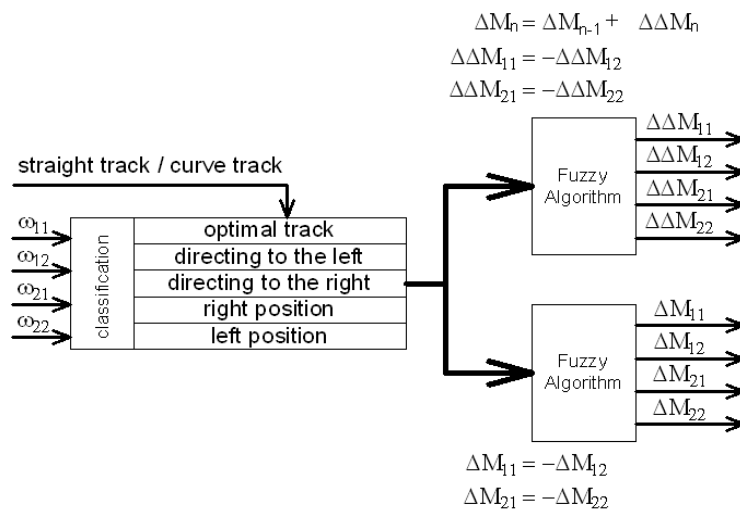 ΔMₙ = ΔMₙ₋₁ + ΔΔMₙ
ΔΔM₁₁ = −ΔΔM₁₂
ΔΔM₂₁ = −ΔΔM₂₂
straight track / curve track
ω₁₁
ω₁₂
ω₂₁
ω₂₂
classification
optimal track
directing to the left
directing to the right
right position
left position
Fuzzy
Algorithm
ΔΔM₁₁
ΔΔM₁₂
ΔΔM₂₁
ΔΔM₂₂
Fuzzy
Algorithm
ΔM₁₁
ΔM₁₂
ΔM₂₁
ΔM₂₂
ΔM₁₁ = −ΔM₁₂
ΔM₂₁ = −ΔM₂₂